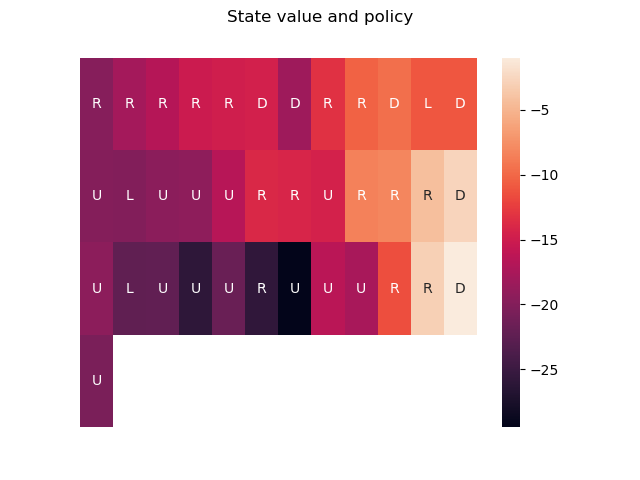 State value and policy
R R R R R D D R R D L D
U L U U U R R U R R R D
U L U U U R U U U R R D
U
−5
−10
−15
−20
−25